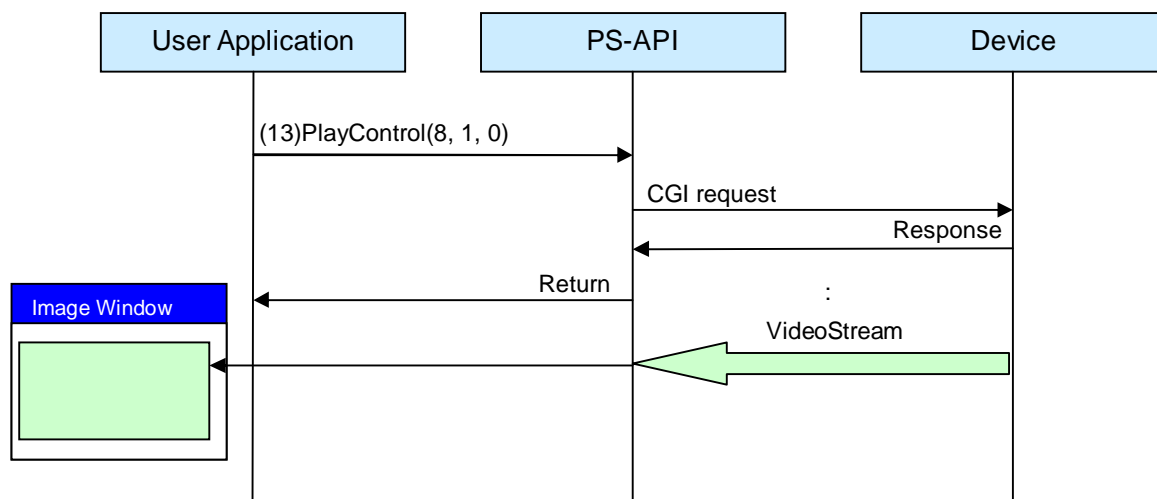 User Application
PS-API
Device
(13)PlayControl(8, 1, 0)
CGI request
Response
Return
:
Image Window
VideoStream